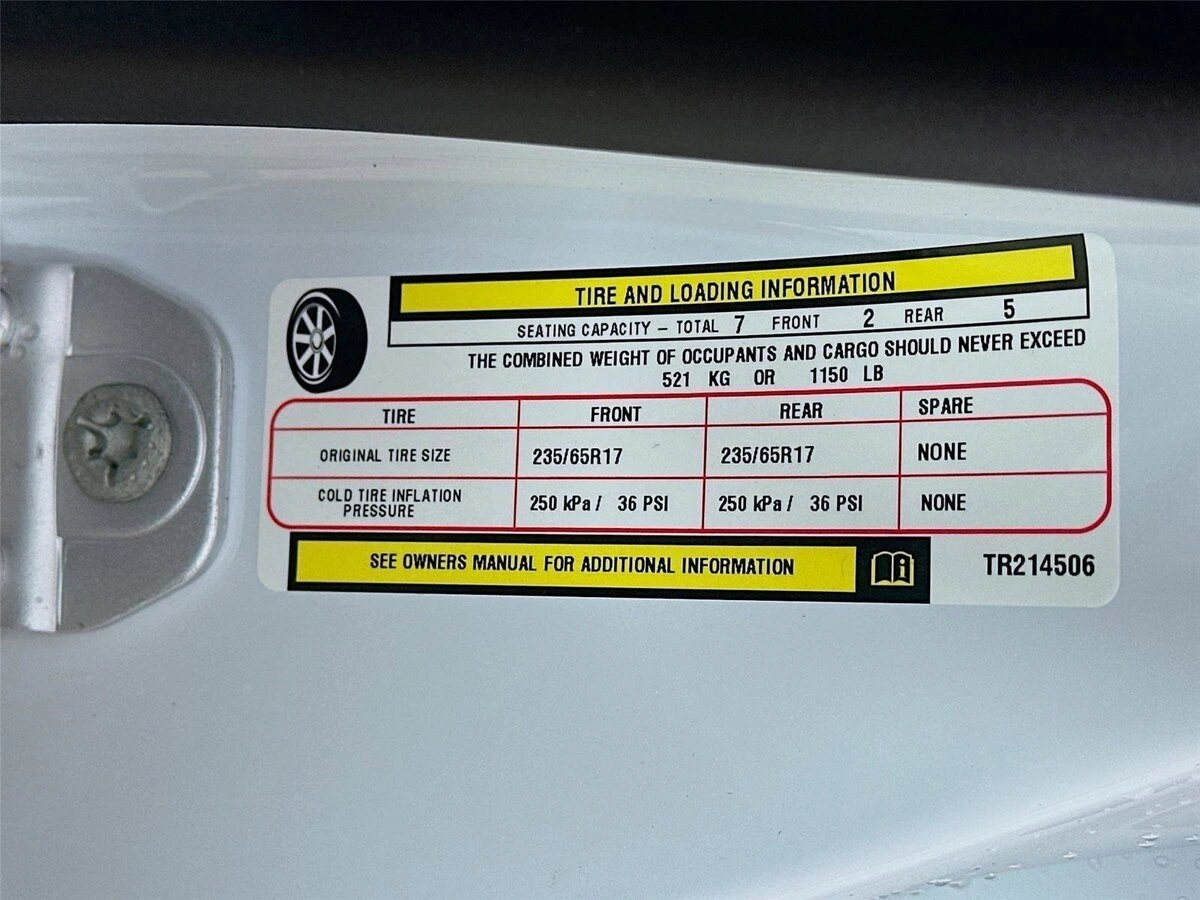 TIRE AND LOADING INFORMATION
SEATING CAPACITY – TOTAL 7 FRONT 2 REAR 5
THE COMBINED WEIGHT OF OCCUPANTS AND CARGO SHOULD NEVER EXCEED
521 KG OR 1150 LB
TIRE FRONT REAR SPARE
ORIGINAL TIRE SIZE 235/65R17 235/65R17 NONE
COLD TIRE INFLATION
PRESSURE 250 kPa / 36 PSI 250 kPa / 36 PSI NONE
SEE OWNERS MANUAL FOR ADDITIONAL INFORMATION
TR214506